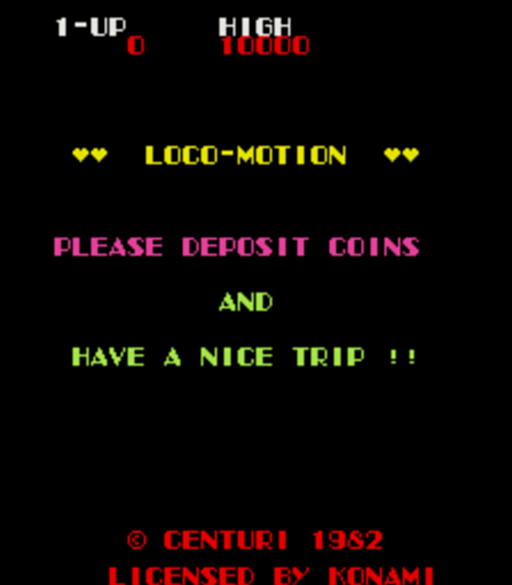 1-UP HIGH
0 10000
♥♥ LOCO-MOTION ♥♥
PLEASE DEPOSIT COINS
AND
HAVE A NICE TRIP !!
© CENTURI 1982
LICENSED BY KONAMI